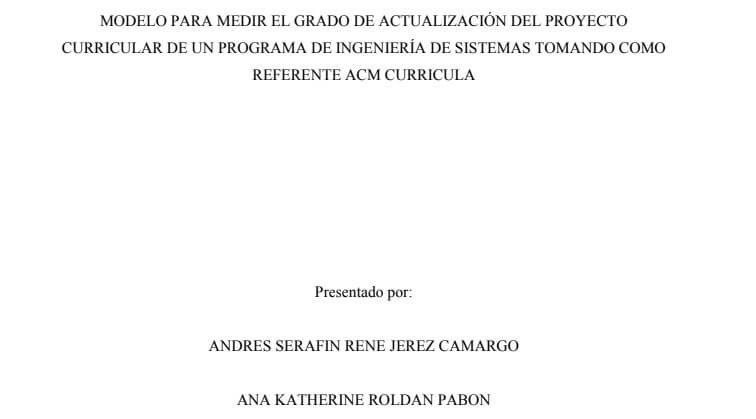 MODELO PARA MEDIR EL GRADO DE ACTUALIZACIÓN DEL PROYECTO
CURRICULAR DE UN PROGRAMA DE INGENIERÍA DE SISTEMAS TOMANDO COMO
REFERENTE ACM CURRICULA
Presentado por:
ANDRES SERAFIN RENE JEREZ CAMARGO
ANA KATHERINE ROLDAN PABON